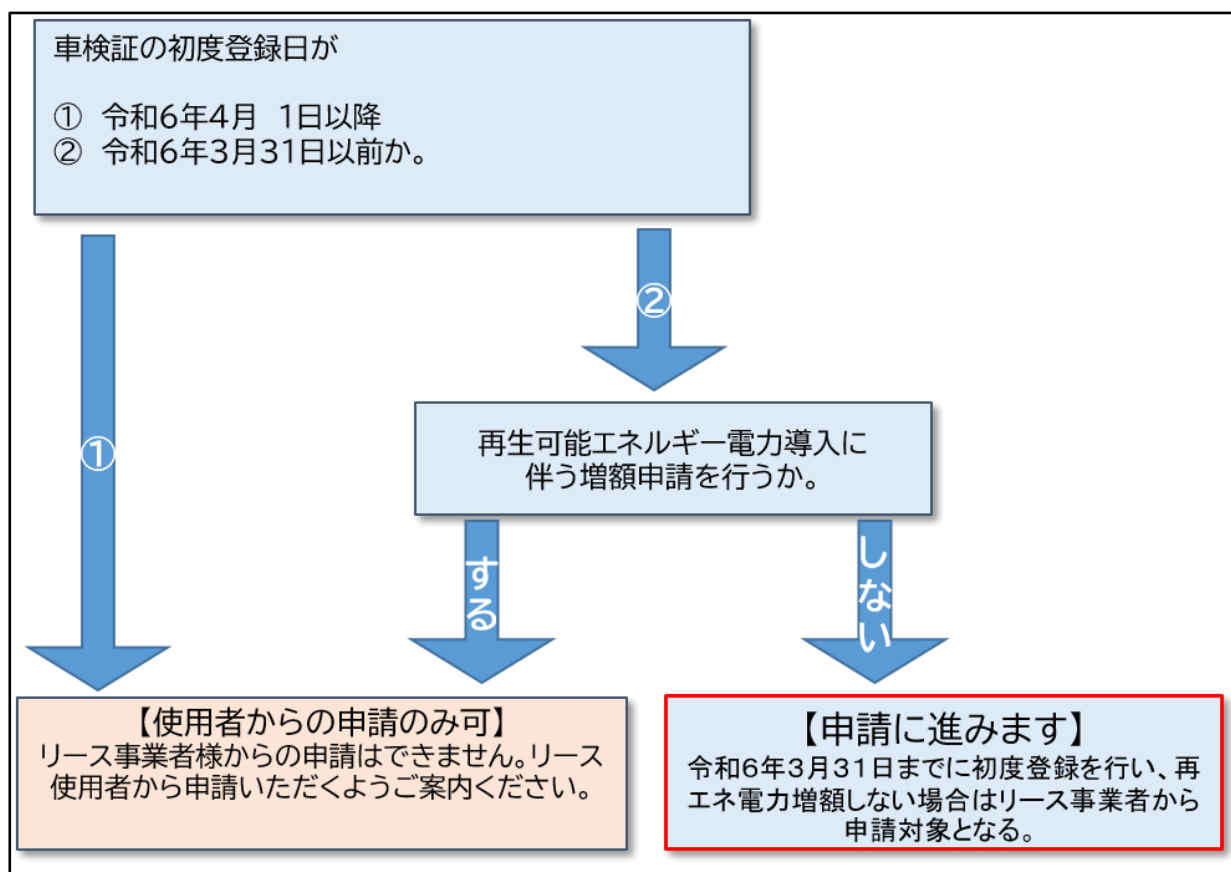 車検証の初度登録日が
① 令和6年4月 1日以降
② 令和6年3月31日以前か。
②
①
再生可能エネルギー電力導入に
伴う増額申請を行うか。
する
しない
【使用者からの申請のみ可】
リース事業者様からの申請はできません。リース
使用者から申請いただくようご案内ください。
【申請に進みます】
令和6年3月31日までに初度登録を行い、再
エネ電力増額しない場合はリース事業者から
申請対象となる。